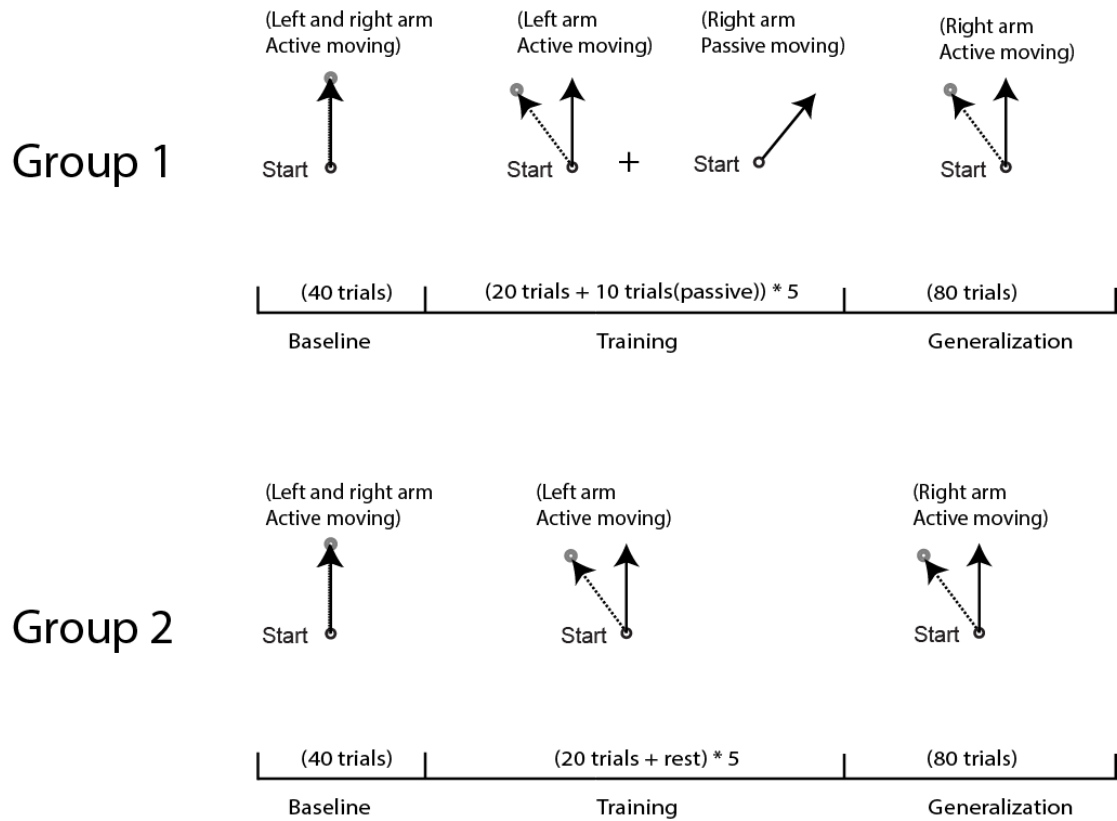 (Left and right arm
Active moving)
(Left arm
Active moving)
(Right arm
Passive moving)
(Right arm
Active moving)
Group 1
Start
Start
+
Start
Start
(40 trials)
(20 trials + 10 trials(passive)) * 5
(80 trials)
Baseline
Training
Generalization
(Left and right arm
Active moving)
(Left arm
Active moving)
(Right arm
Active moving)
Group 2
Start
Start
Start
(40 trials)
(20 trials + rest) * 5
(80 trials)
Baseline
Training
Generalization